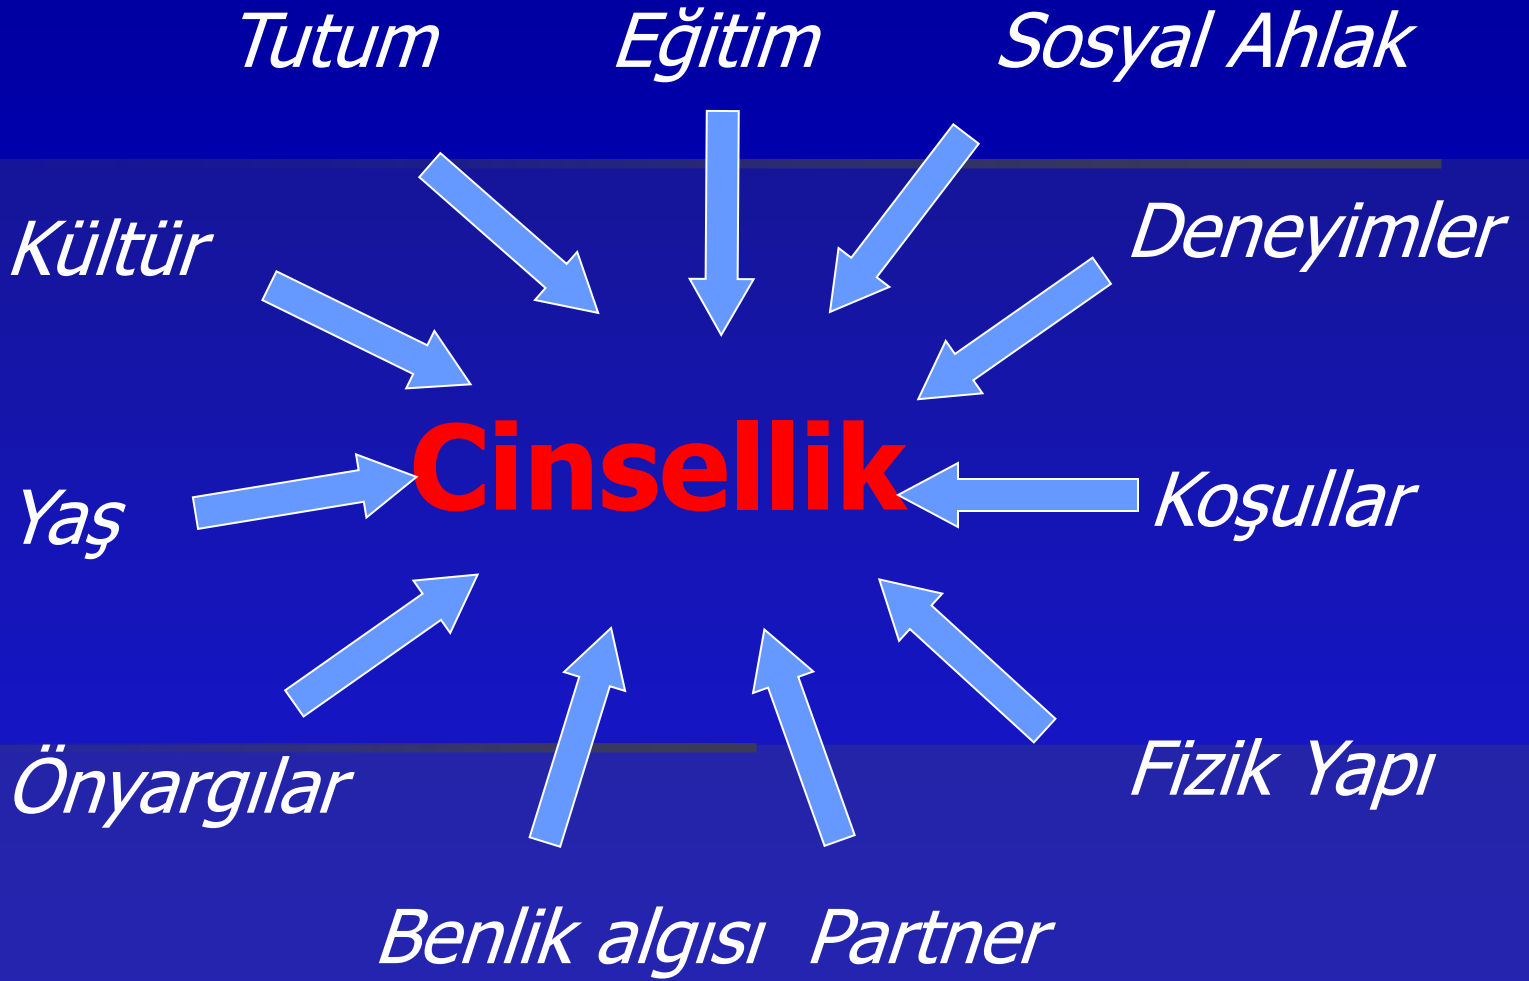 Tutum
Eğitim
Sosyal Ahlak
Kültür
Deneyimler
Cinsellik
Yaş
Koşullar
Önyargılar
Fizik Yapı
Benlik algısı
Partner